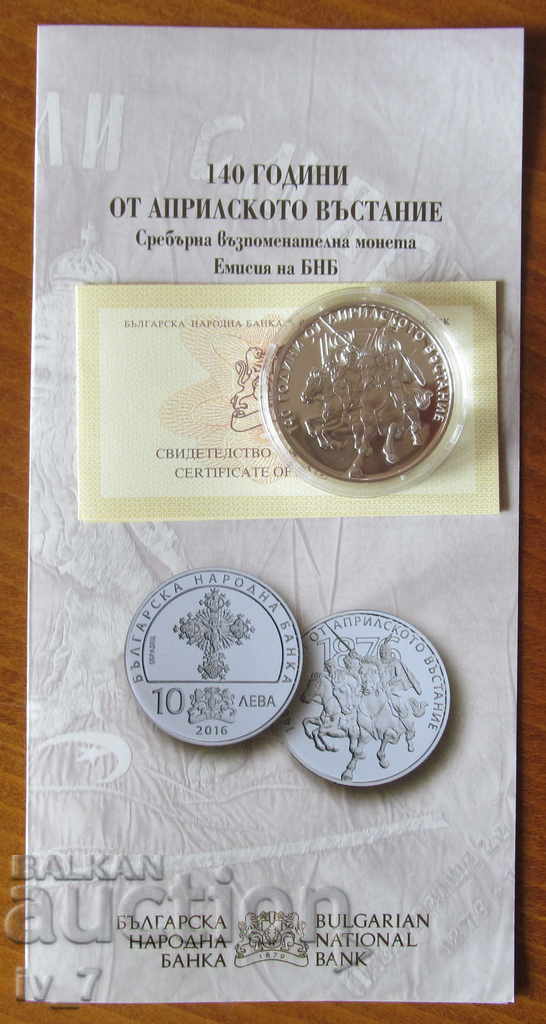 140 ГОДИНИ
ОТ АПРИЛСКОТО ВЪСТАНИЕ
Сребърна възпоменателна монета
Емисия на БНБ
БЪЛГАРСКА НАРОДНА БАНКА
140 ГОДИНИ ОТ АПРИЛСКОТО ВЪСТАНИЕ
СВИДЕТЕЛСТВО
CERTIFICATE OF
БЪЛГАРСКА НАРОДНА БАНКА
10 ЛЕВА
2016
ОТ АПРИЛСКОТО ВЪСТАНИЕ
1876
БЪЛГАРСКА
НАРОДНА
БАНКА
1879
BULGARIAN
NATIONAL
BANK
BALKAN
auction
iv_7